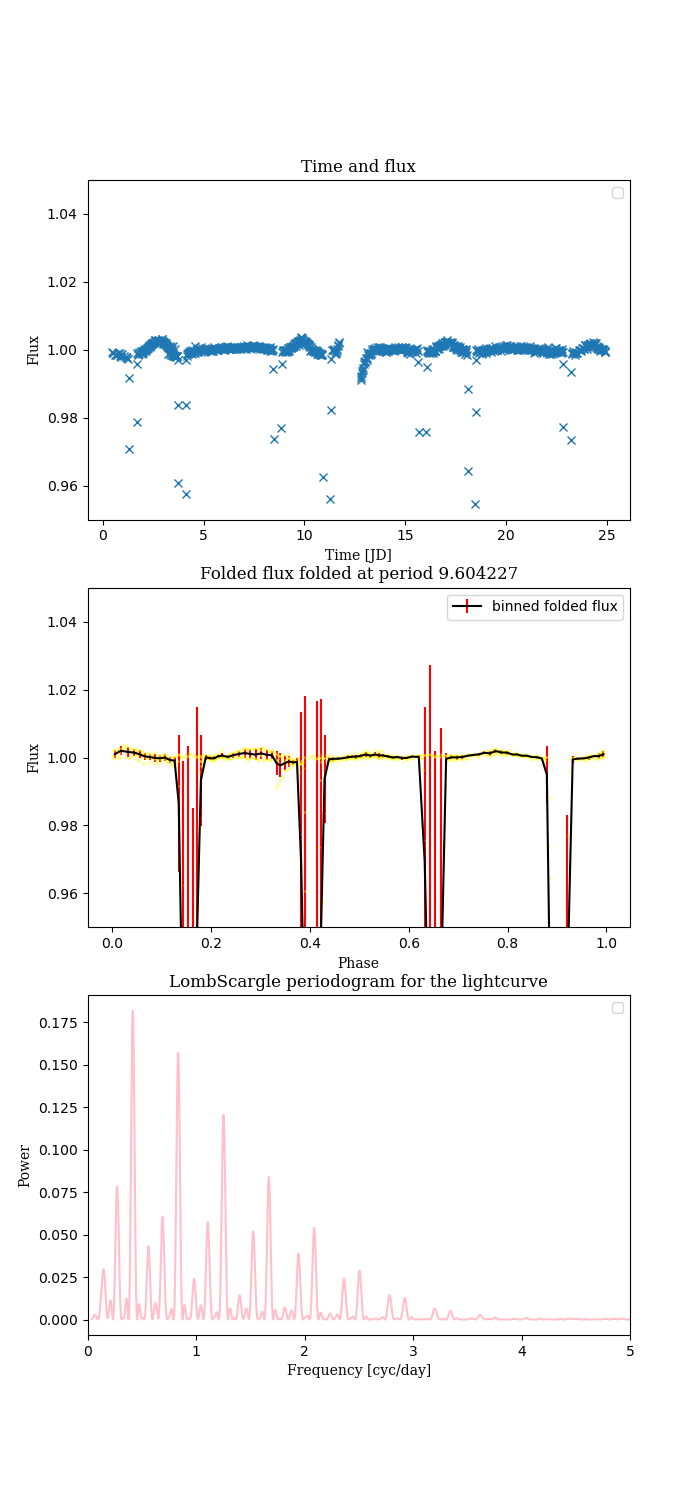 Time and flux
1.04
1.02
1.00
0.98
0.96
Flux
0 5 10 15 20 25
Time [JD]
Folded flux folded at period 9.604227
binned folded flux
1.04
1.02
1.00
0.98
0.96
Flux
0.0 0.2 0.4 0.6 0.8 1.0
Phase
LombScargle periodogram for the lightcurve
0.175
0.150
0.125
0.100
0.075
0.050
0.025
0.000
Power
0 1 2 3 4 5
Frequency [cyc/day]